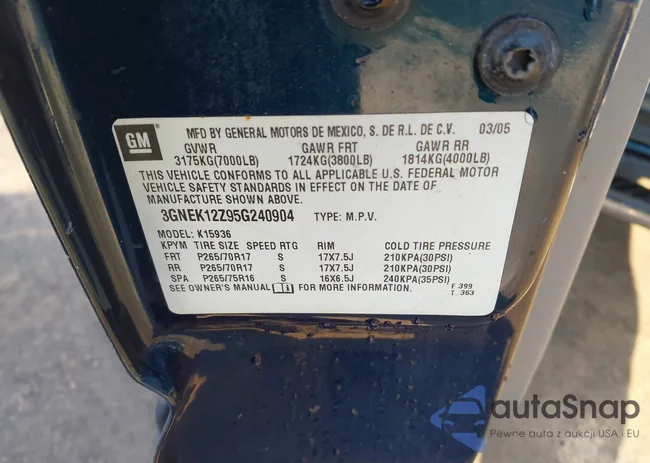 GM
MFD BY GENERAL MOTORS DE MEXICO, S. DE R.L. DE C.V. 03/05
GVWR GAWR FRT GAWR RR
3175KG(7000LB) 1724KG(3800LB) 1814KG(4000LB)
THIS VEHICLE CONFORMS TO ALL APPLICABLE U.S. FEDERAL MOTOR
VEHICLE SAFETY STANDARDS IN EFFECT ON THE DATE OF
MANUFACTURE SHOWN ABOVE.
3GNEK12Z95G240904 TYPE: M.P.V.
MODEL: K15936
KPYM TIRE SIZE SPEED RTG RIM COLD TIRE PRESSURE
FRT P265/70R17 S 17X7.5J 210KPA(30PSI)
RR P265/70R17 S 17X7.5J 210KPA(30PSI)
SPA P265/75R16 S 16X6.5J 240KPA(35PSI)
SEE OWNER'S MANUAL FOR MORE INFORMATION. F 399
T 363
autaSnap
Pewne auta z aukcji USA i EU